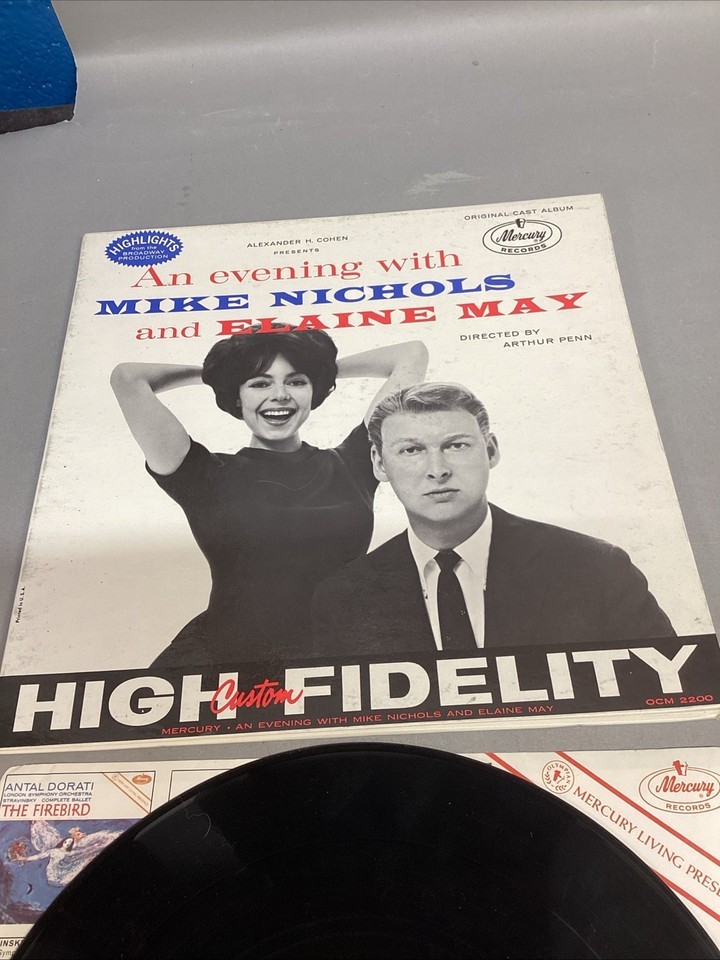 HIGHLIGHTS
from the
BROADWAY
PRODUCTION
ALEXANDER H. COHEN
PRESENTS
ORIGINAL CAST ALBUM
Mercury
RECORDS
An evening with
MIKE NICHOLS
and ELAINE MAY
DIRECTED BY
ARTHUR PENN
Printed in U.S.A.
HIGH Custom FIDELITY
MERCURY • AN EVENING WITH MIKE NICHOLS AND ELAINE MAY
OCM 2200
ANTAL DORATI
LONDON SYMPHONY ORCHESTRA
STRAVINSKY COMPLETE BALLET
THE FIREBIRD
OLYMPIAN
MERCURY LIVING PRES
Mercury
RECORDS
INSK